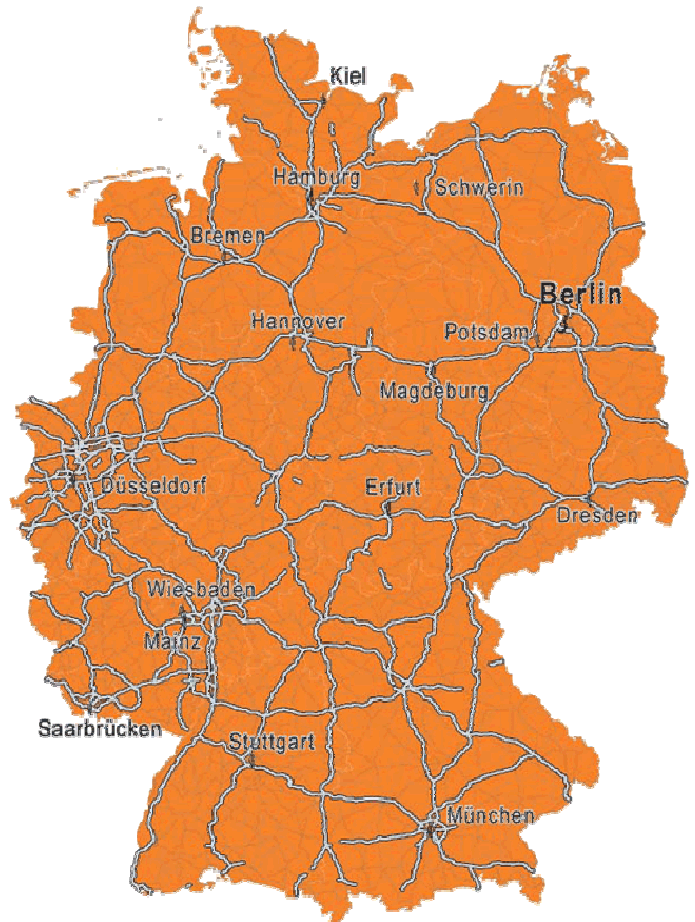 Kiel
Hamburg
Schwerin
Bremen
Berlin
Hannover
Potsdam
Magdeburg
Düsseldorf
Erfurt
Dresden
Wiesbaden
Mainz
Saarbrücken
Stuttgart
München